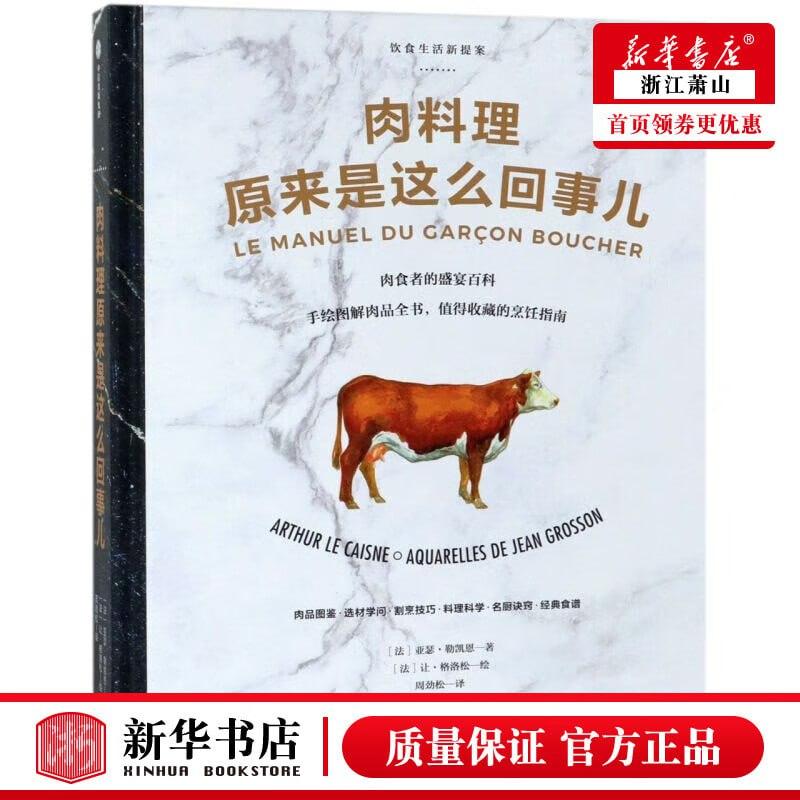 饮食生活新提案
肉料理
原来是这么回事儿
LE MANUEL DU GARÇON BOUCHER
肉食者的盛宴百科
手绘图解肉品全书，值得收藏的烹饪指南
ARTHUR LE CAISNE AQUARELLES DE JEAN GROSSON
肉品图鉴·选材学问·割烹技巧·料理科学·名厨诀窍·经典食谱
［法］亚瑟·勒凯恩—著
［法］让·格洛松—绘
周劲松—译
肉料理原来是这么回事儿
新华书店®
浙江萧山
首页领券更优惠
新华书店
XINHUA BOOKSTORE
质量保证 官方正品